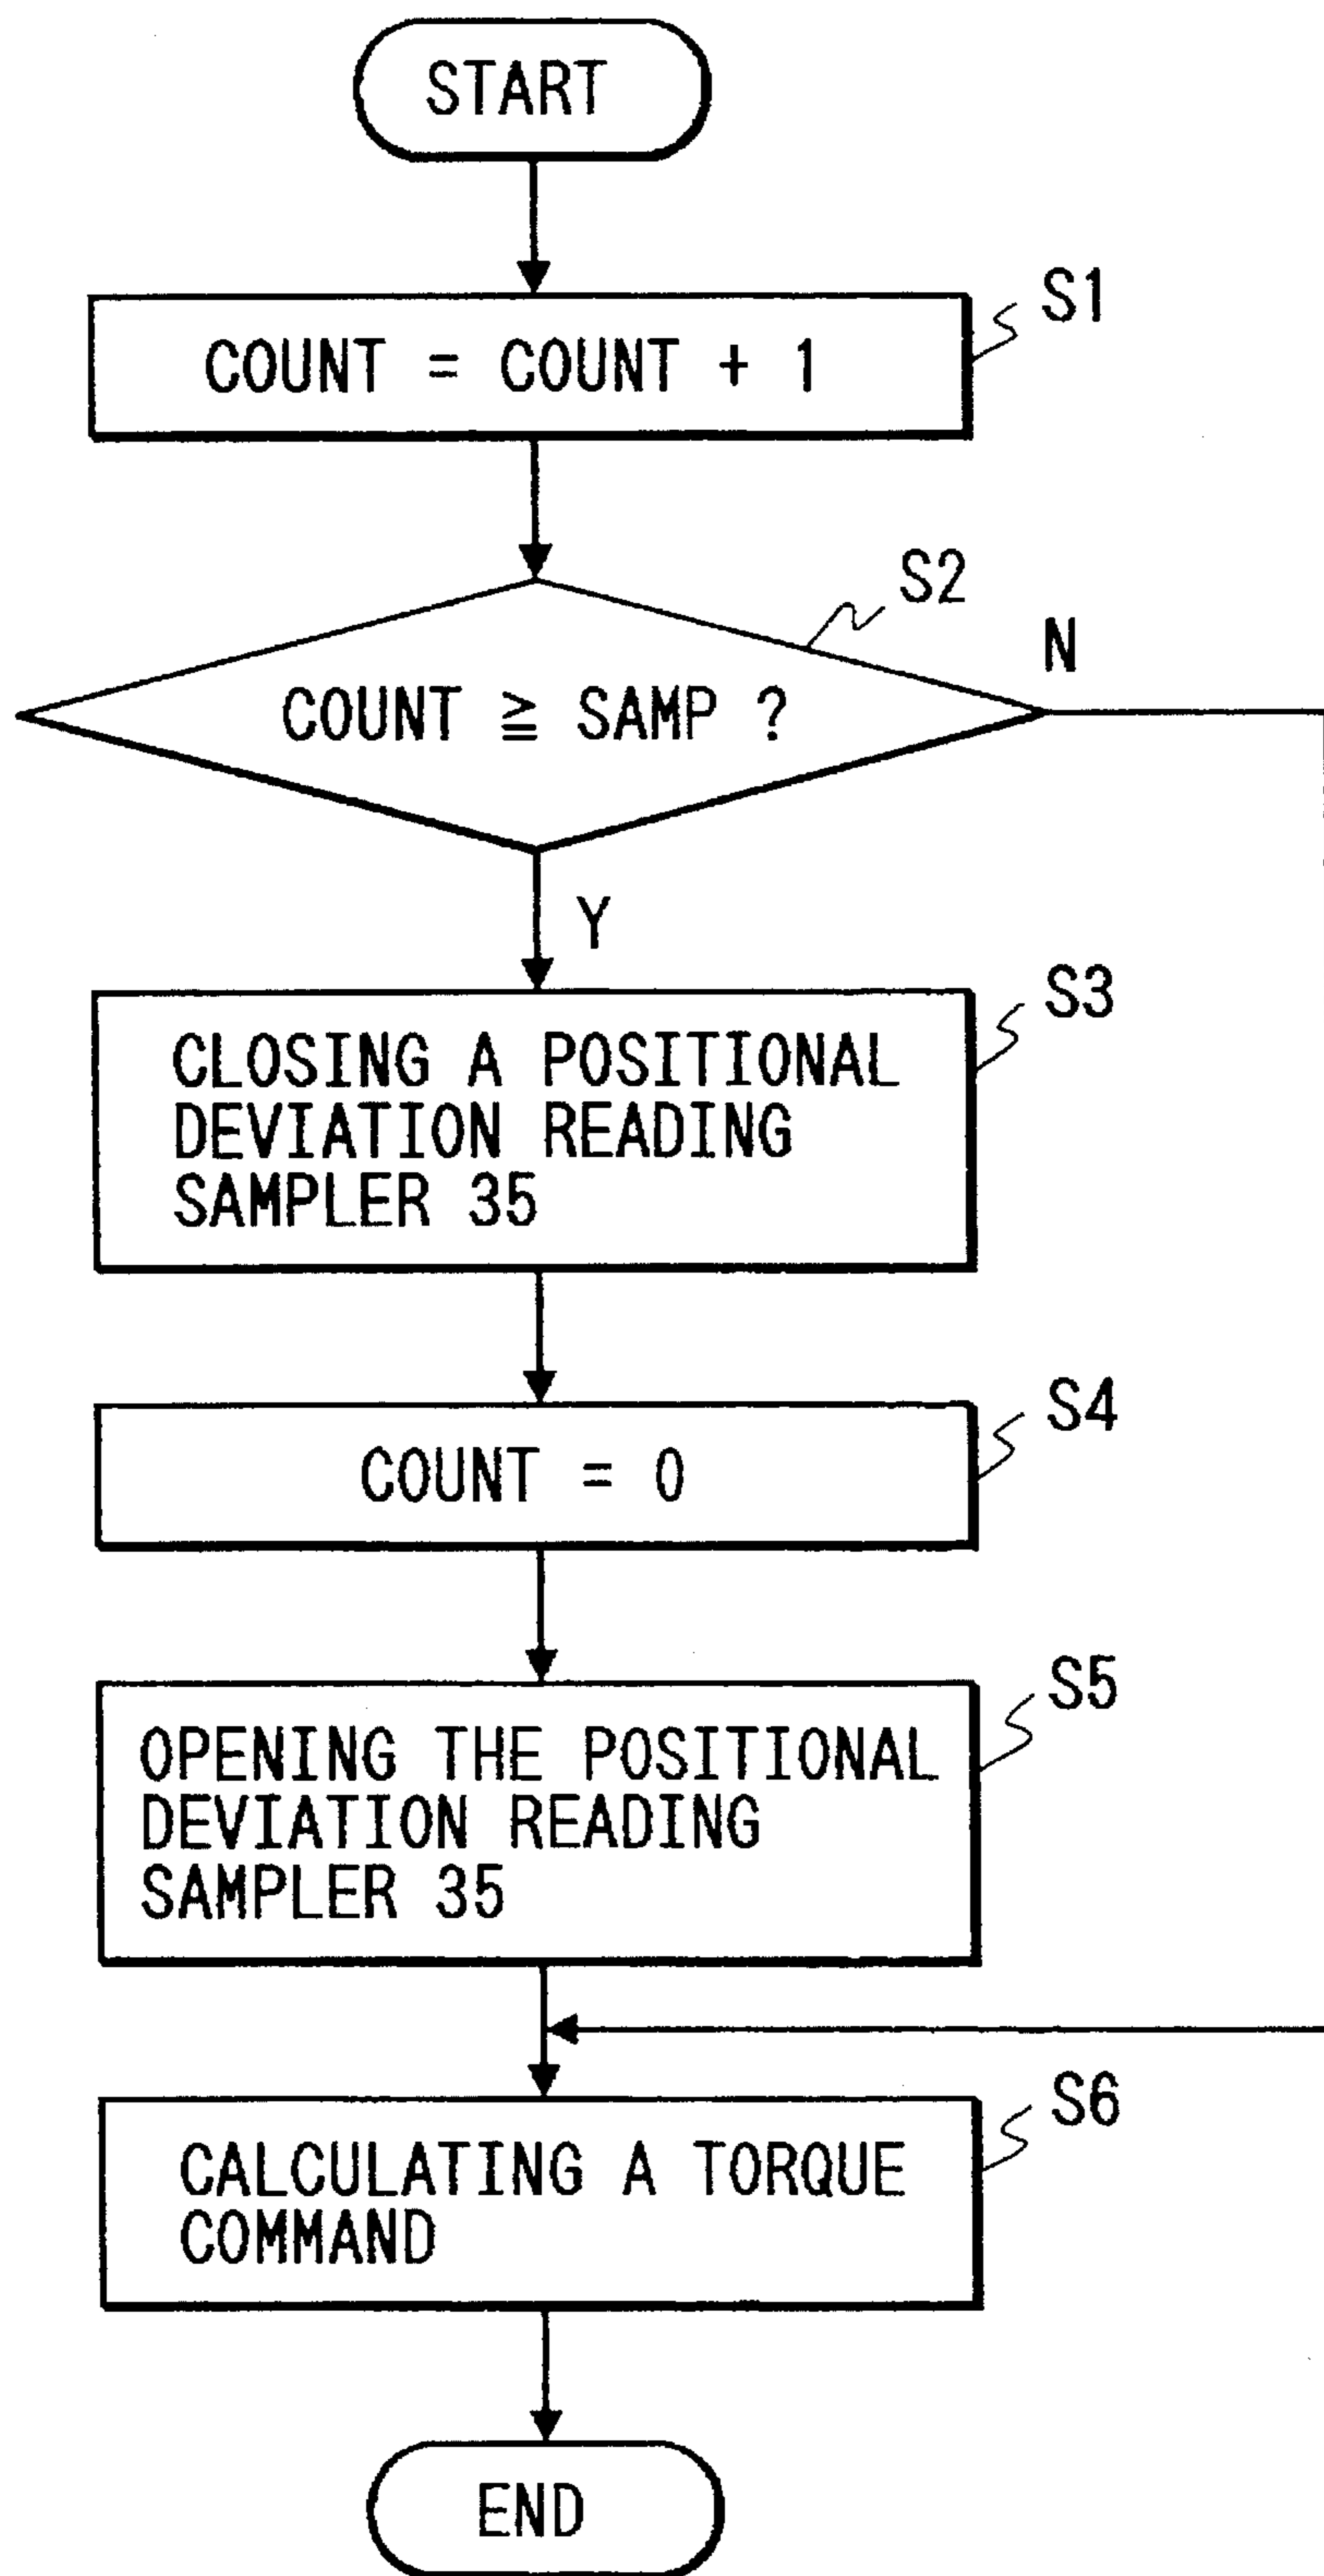 START
S1
COUNT = COUNT + 1
S2
N
COUNT ≧ SAMP ?
Y
S3
CLOSING A POSITIONAL
DEVIATION READING
SAMPLER 35
S4
COUNT = 0
S5
OPENING THE POSITIONAL
DEVIATION READING
SAMPLER 35
S6
CALCULATING A TORQUE
COMMAND
END